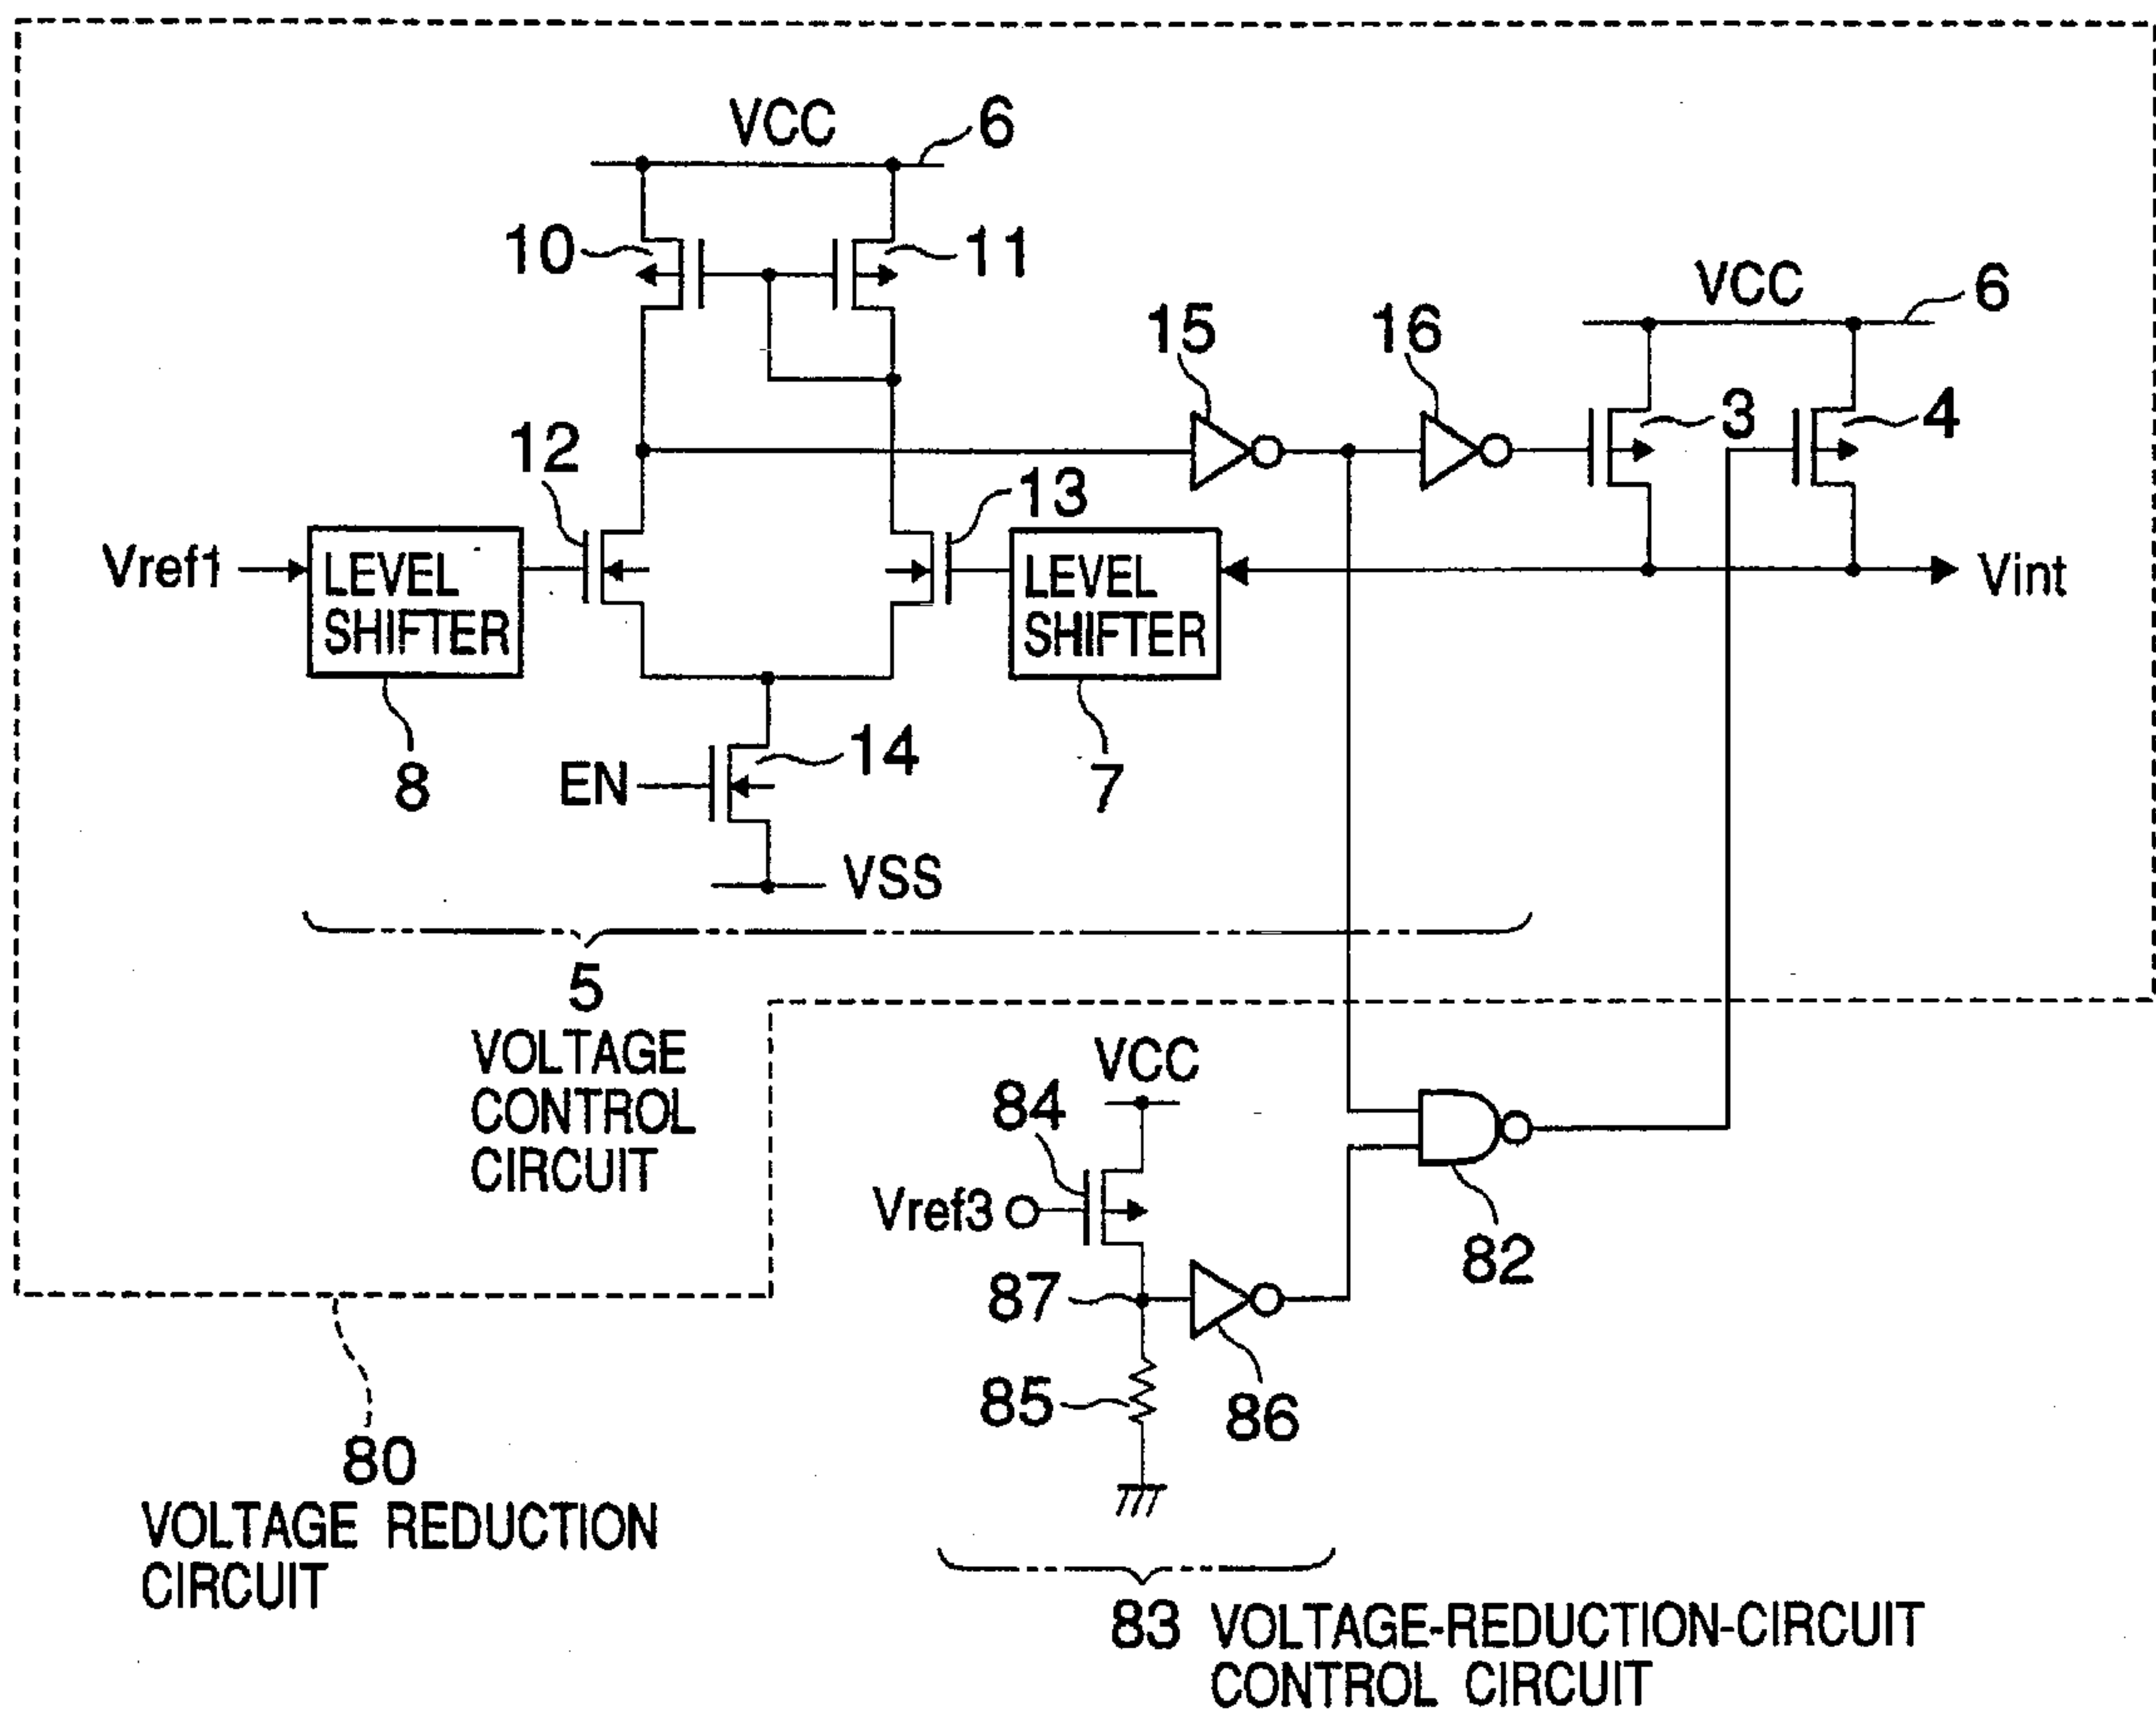 VCC
6
10
11
VCC
6
15
16
3
4
12
13
Vref1
LEVEL
SHIFTER
LEVEL
SHIFTER
Vint
8
EN
14
7
VSS
5
VOLTAGE
CONTROL
CIRCUIT
VCC
84
Vref3
82
87
85
86
80
VOLTAGE REDUCTION
CIRCUIT
83 VOLTAGE-REDUCTION-CIRCUIT
CONTROL CIRCUIT